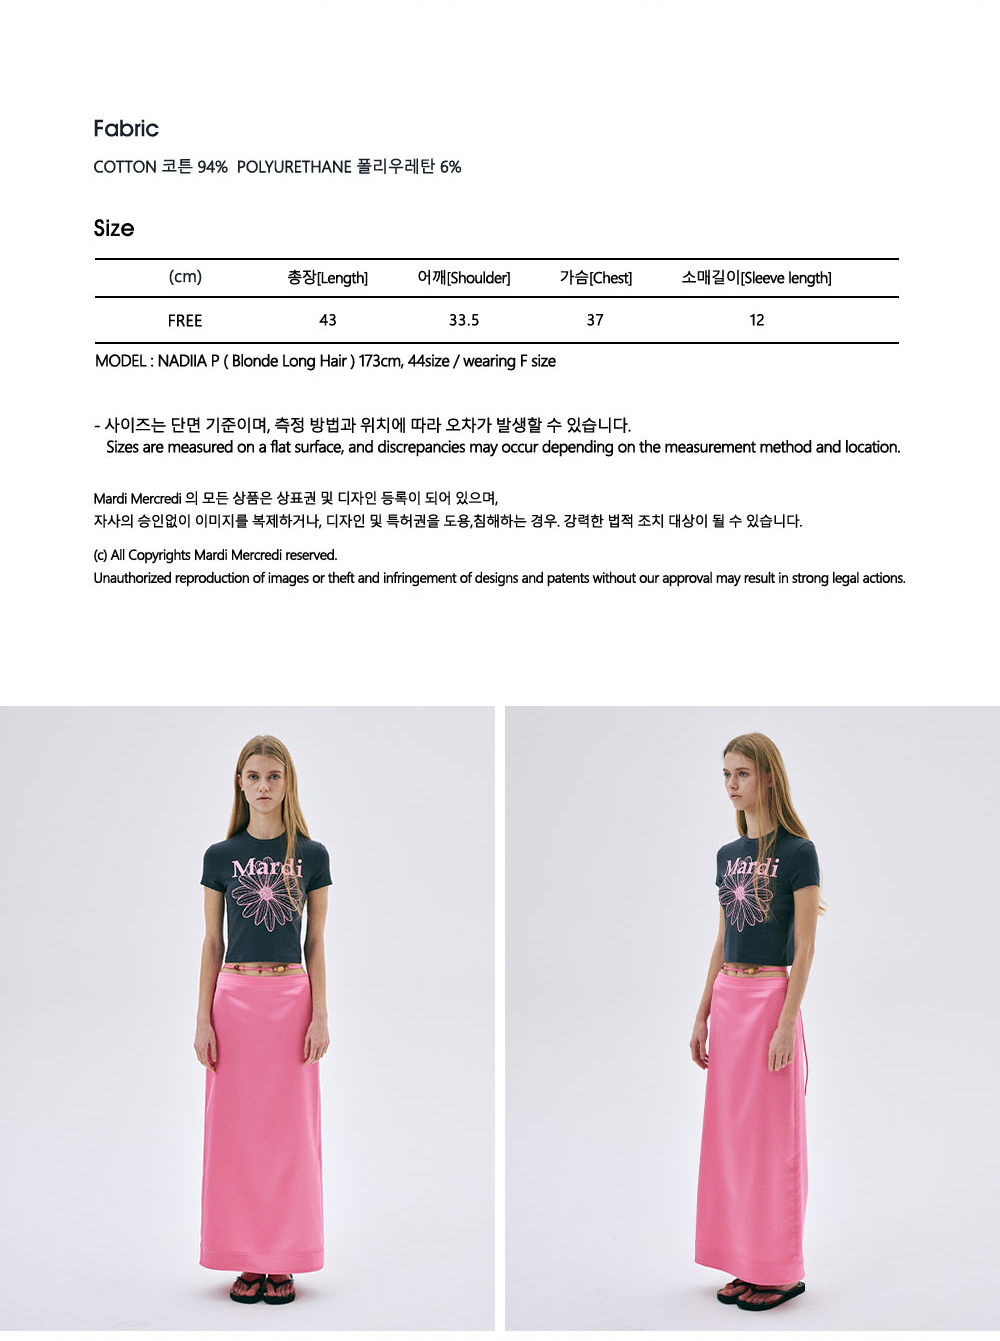 Fabric
COTTON 코튼 94% POLYURETHANE 폴리우레탄 6%
Size
(cm) 총장[Length] 어깨[Shoulder] 가슴[Chest] 소매길이[Sleeve length]
FREE 43 33.5 37 12
MODEL : NADIIA P ( Blonde Long Hair ) 173cm, 44size / wearing F size
- 사이즈는 단면 기준이며, 측정 방법과 위치에 따라 오차가 발생할 수 있습니다.
Sizes are measured on a flat surface, and discrepancies may occur depending on the measurement method and location.
Mardi Mercredi 의 모든 상품은 상표권 및 디자인 등록이 되어 있으며,
자사의 승인없이 이미지를 복제하거나, 디자인 및 특허권을 도용,침해하는 경우. 강력한 법적 조치 대상이 될 수 있습니다.
(c) All Copyrights Mardi Mercredi reserved.
Unauthorized reproduction of images or theft and infringement of designs and patents without our approval may result in strong legal actions.
Mardi
Mardi